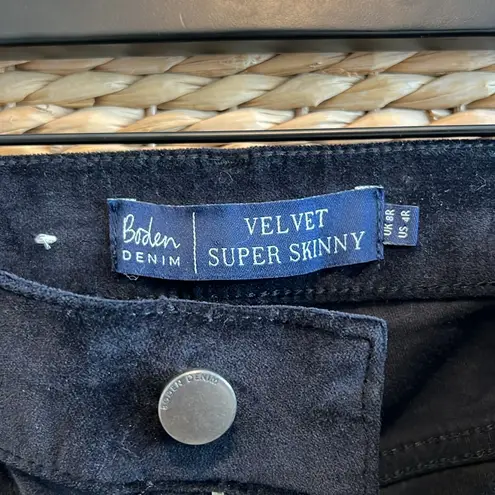 Boden
DENIM
VELVET
SUPER SKINNY
UK 8R
US 4R
BODEN DENIM